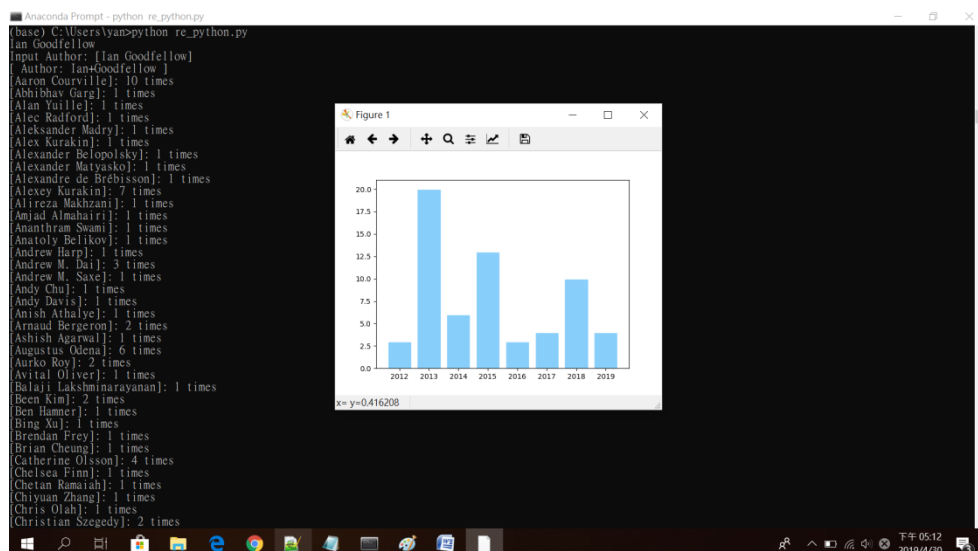 Anaconda Prompt - python re_python.py
(base) C:\Users\yan>python re_python.py
Ian Goodfellow
Input Author: [Ian Goodfellow]
[ Author: Ian+Goodfellow ]
[Aaron Courville]: 10 times
[Abhibhav Garg]: 1 times
[Alan Yuille]: 1 times
[Alec Radford]: 1 times
[Aleksander Madry]: 1 times
[Alex Kurakin]: 1 times
[Alexander Belopolsky]: 1 times
[Alexander Matyasko]: 1 times
[Alexandre de Brébisson]: 1 times
[Alexey Kurakin]: 7 times
[Alireza Makhzani]: 1 times
[Amjad Almahairi]: 1 times
[Ananthram Swami]: 1 times
[Anatoly Belikov]: 1 times
[Andrew Harp]: 1 times
[Andrew M. Dai]: 3 times
[Andrew M. Saxe]: 1 times
[Andy Chu]: 1 times
[Andy Davis]: 1 times
[Anish Athalye]: 1 times
[Arnaud Bergeron]: 2 times
[Ashish Agarwal]: 1 times
[Augustus Odena]: 6 times
[Aurko Roy]: 2 times
[Avital Oliver]: 1 times
[Balaji Lakshminarayanan]: 1 times
[Been Kim]: 2 times
[Ben Hamner]: 1 times
[Bing Xu]: 1 times
[Brendan Frey]: 1 times
[Brian Cheung]: 1 times
[Catherine Olsson]: 4 times
[Chelsea Finn]: 1 times
[Chetan Ramaiah]: 1 times
[Chiyuan Zhang]: 1 times
[Chris Olah]: 1 times
[Christian Szegedy]: 2 times
Figure 1
20.0
17.5
15.0
12.5
10.0
7.5
5.0
2.5
0.0
2012 2013 2014 2015 2016 2017 2018 2019
x= y=0.416208
下午 05:12
2019/4/30